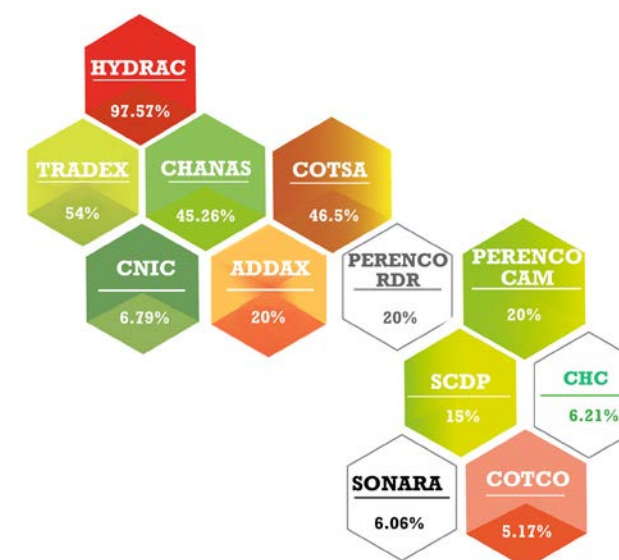 HYDRAC
97.57%
TRADEX
54%
CHANAS
45.26%
COTSA
46.5%
CNIC
6.79%
ADDAX
20%
PERENCO
RDR
20%
PERENCO
CAM
20%
SCDP
15%
CHC
6.21%
SONARA
6.06%
COTCO
5.17%